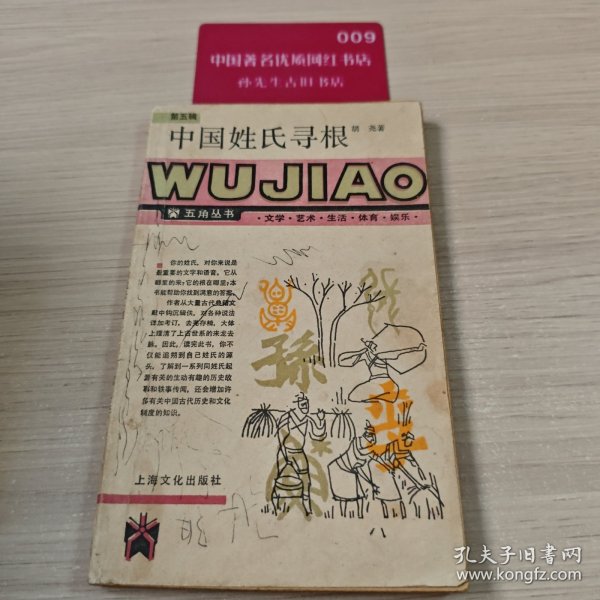 009
中国著名优质网红书店
孙先生古旧书店
第五辑
中国姓氏寻根 胡 尧著
WUJIAO
五角丛书 ·文学·艺术·生活·体育·娱乐·
你的姓氏，对你来说是
最重要的文字和语音。它从
哪里的来？它的根在哪里？本
书能帮助你找到满意的答案。
作者从大量古代典籍文
献中钩沉辑佚，对各种说法
详加考订，去芜存精，大体
上理清了上古世系的来龙去
脉。因此，读完此书，你不
仅能追朔到自己姓氏的源
头，了解到一系列同姓氏起
源有关的生动有趣的历史故
事和轶事传闻，还会增加许
多有关中国古代历史和文化
制度的知识。
孫
上海文化出版社
孔夫子旧书网
www.kongfz.com